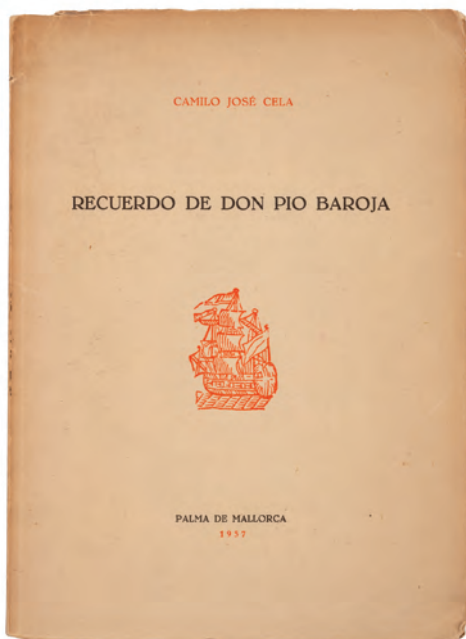 CAMILO JOSÉ CELA
RECUERDO DE DON PIO BAROJA
PALMA DE MALLORCA
1957